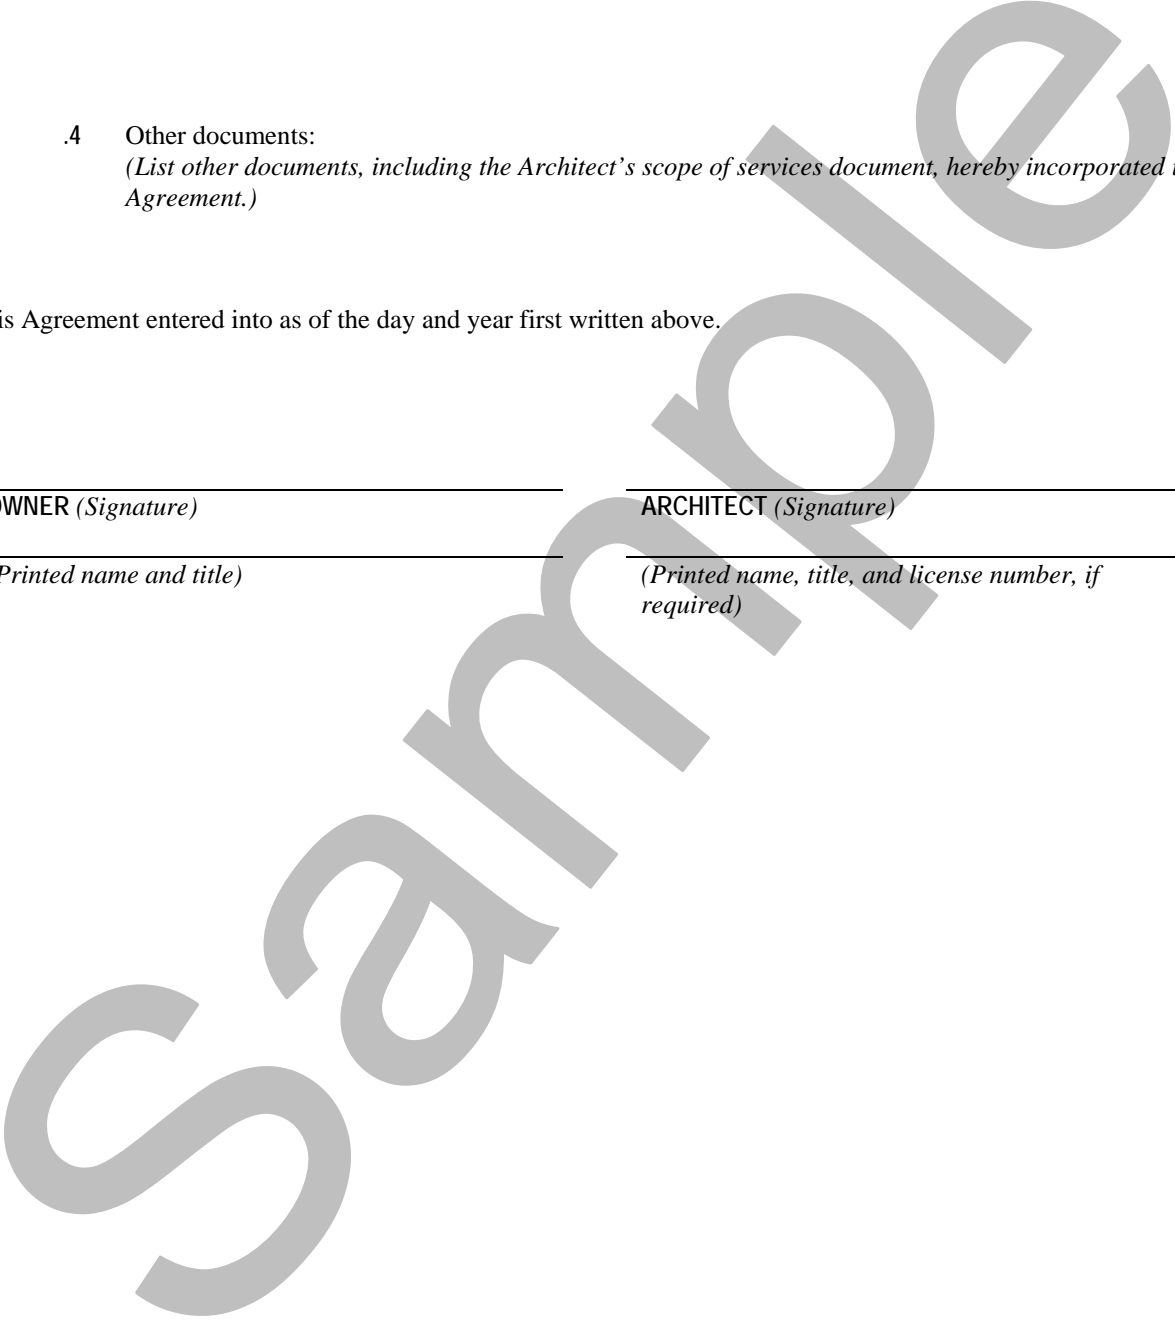 .4 Other documents:
(List other documents, including the Architect’s scope of services document, hereby incorporated
Agreement.)
is Agreement entered into as of the day and year first written above.
OWNER (Signature) ARCHITECT (Signature)
Printed name and title) (Printed name, title, and license number, if
required)
Sample